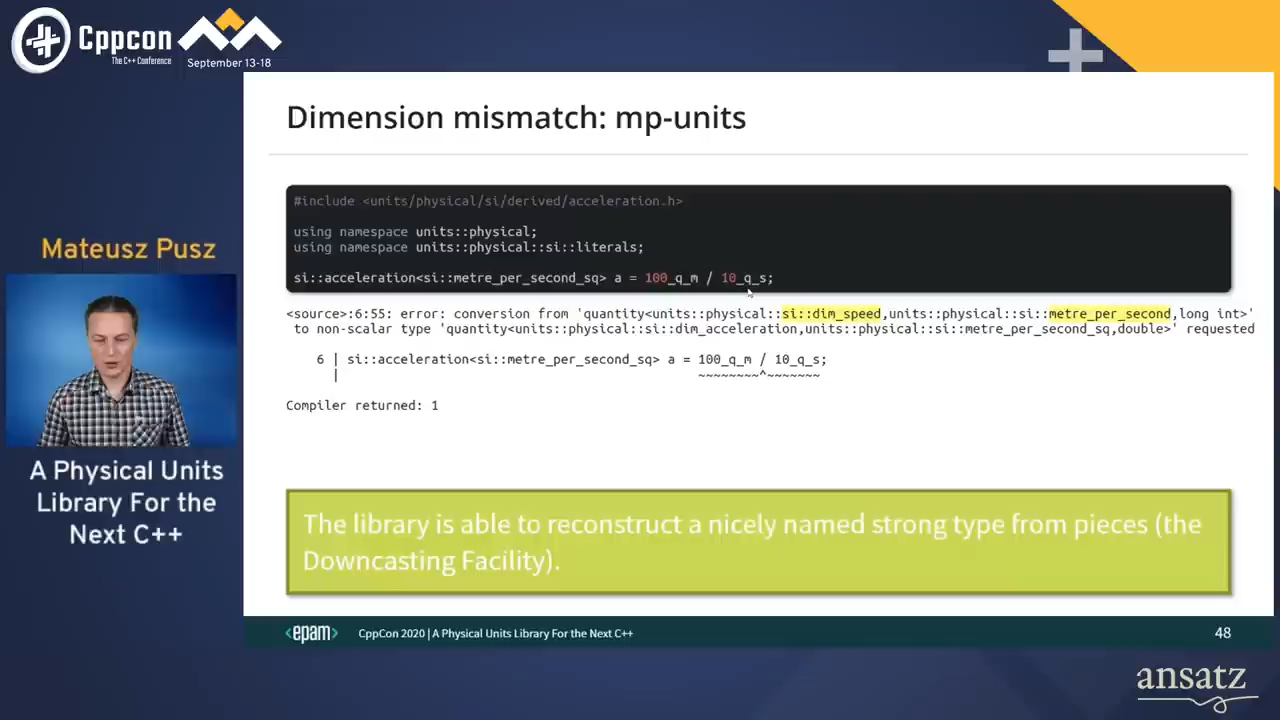 Cppcon
The C++ Conference
September 13-18
Mateusz Pusz
A Physical Units
Library For the
Next C++
Dimension mismatch: mp-units
#include <units/physical/si/derived/acceleration.h>
using namespace units::physical;
using namespace units::physical::si::literals;
si::acceleration<si::metre_per_second_sq> a = 100_q_m / 10_q_s;
<source>:6:55: error: conversion from 'quantity<units::physical::si::dim_speed,units::physical::si::metre_per_second,long int>'
to non-scalar type 'quantity<units::physical::si::dim_acceleration,units::physical::si::metre_per_second_sq,double>' requested
6 | si::acceleration<si::metre_per_second_sq> a = 100_q_m / 10_q_s;
| ~~~~~~~~^~~~~~~
Compiler returned: 1
The library is able to reconstruct a nicely named strong type from pieces (the
Downcasting Facility).
<epam> CppCon 2020 | A Physical Units Library For the Next C++ 48
ansatz